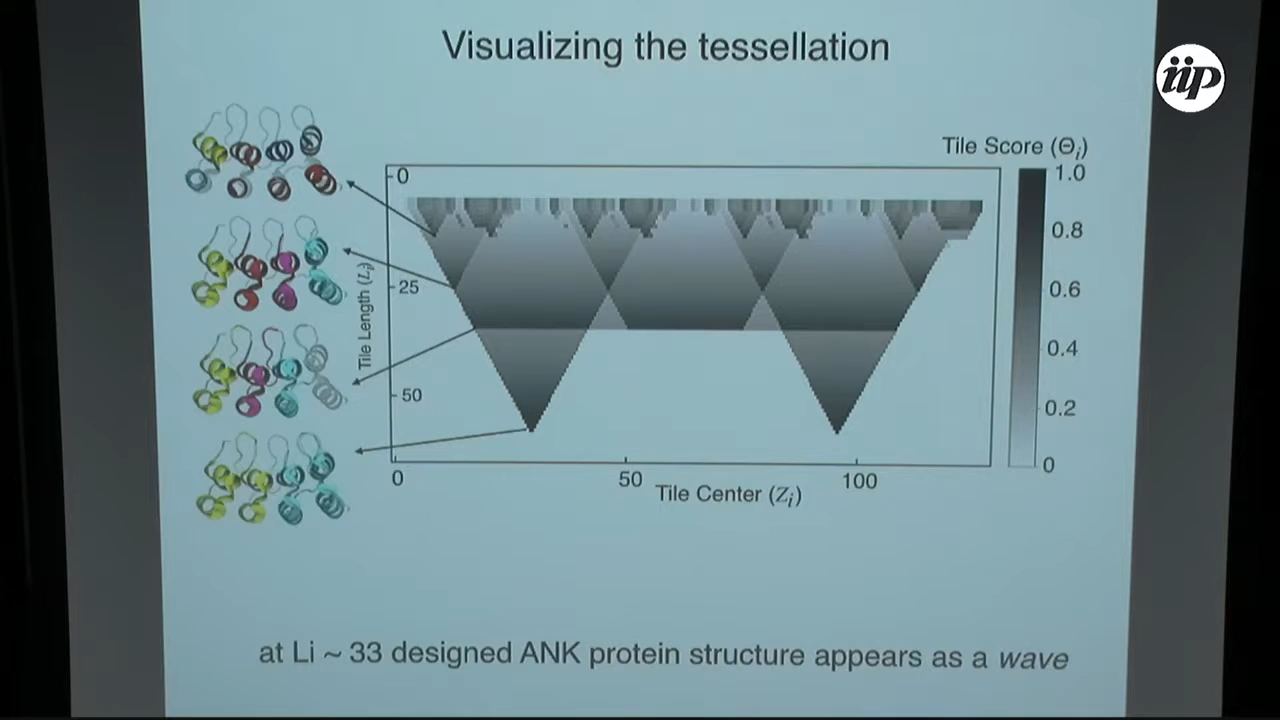 Visualizing the tessellation
iip
Tile Score (Θi)
1.0
0.8
0.6
0.4
0.2
0
Tile Length (Li)
0
25
50
0
50
100
Tile Center (Zi)
at Li ~ 33 designed ANK protein structure appears as a wave